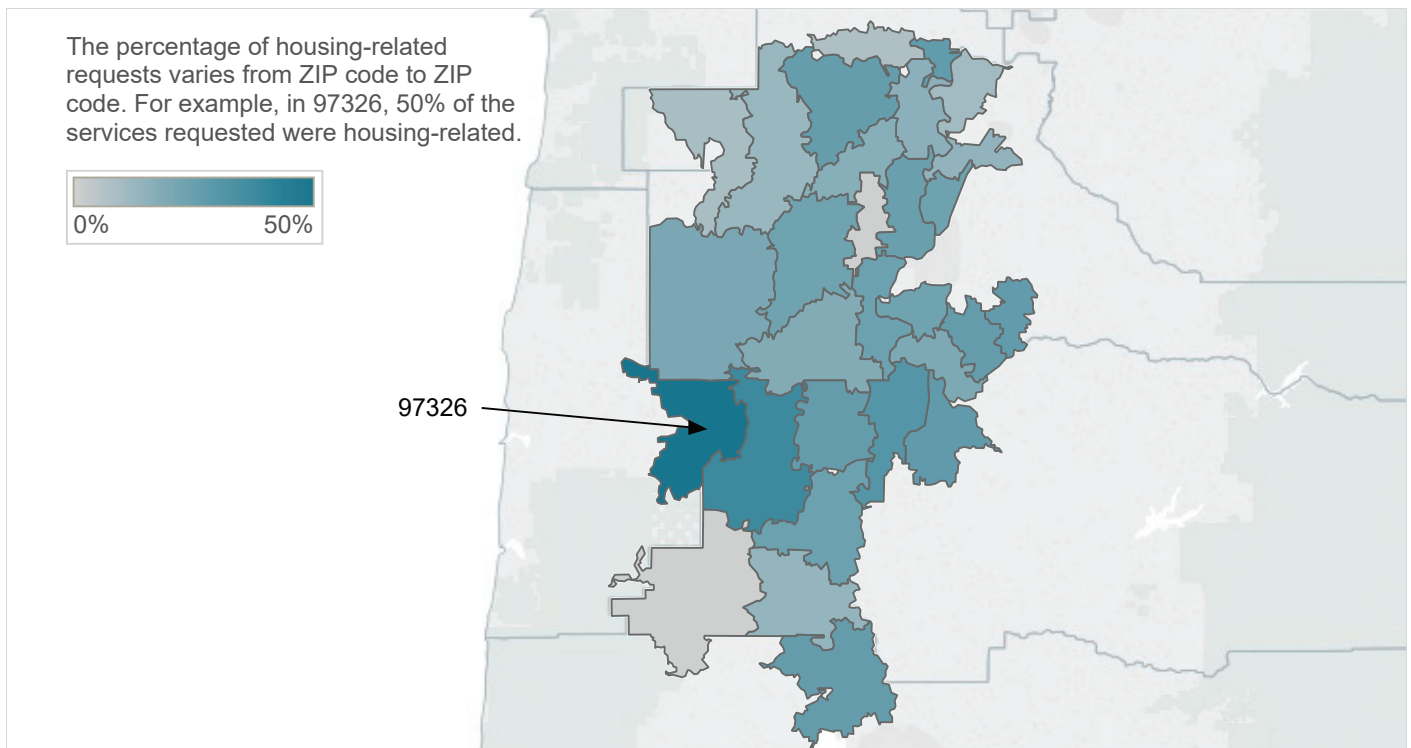 The percentage of housing-related
requests varies from ZIP code to ZIP
code. For example, in 97326, 50% of the
services requested were housing-related.
0% 50%
97326